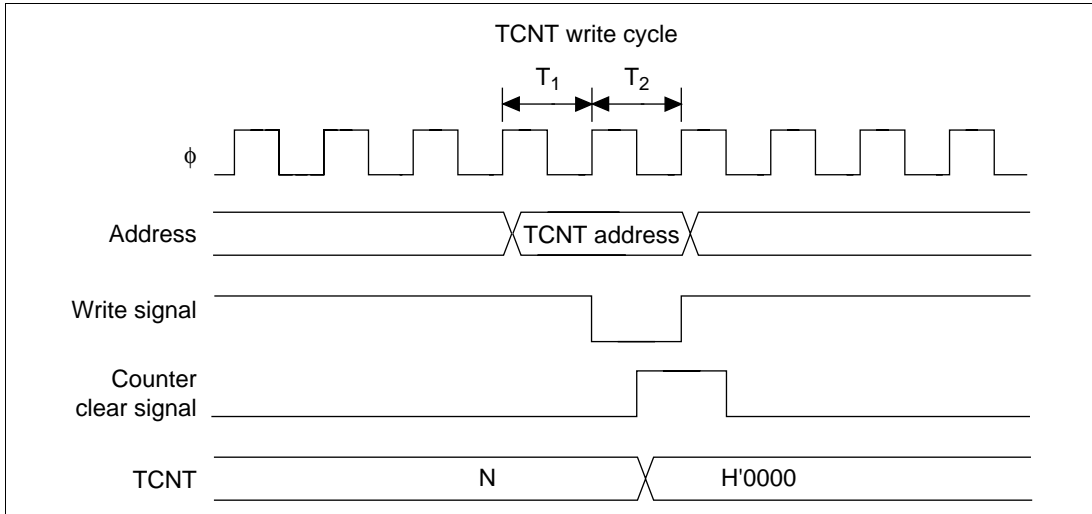 TCNT write cycle
T1 T2
ϕ
Address
TCNT address
Write signal
Counter
clear signal
TCNT
N
H'0000